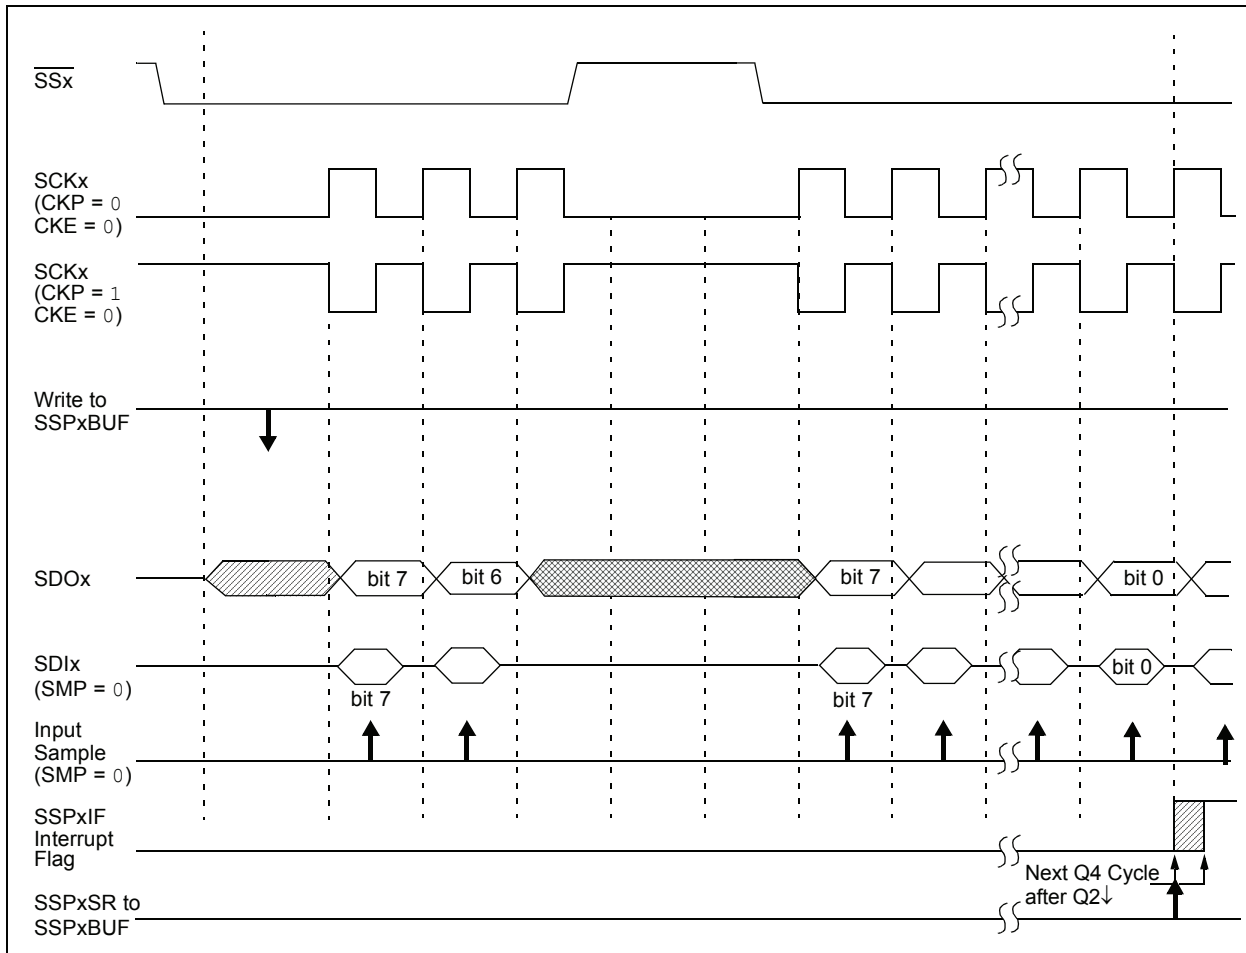 SSx
SCKx
(CKP = 0
CKE = 0)
SCKx
(CKP = 1
CKE = 0)
Write to
SSPxBUF
SDOx
bit 7
bit 6
bit 7
bit 0
SDIx
(SMP = 0)
bit 7
bit 7
bit 0
Input
Sample
(SMP = 0)
SSPxIF
Interrupt
Flag
Next Q4 Cycle
after Q2↓
SSPxSR to
SSPxBUF